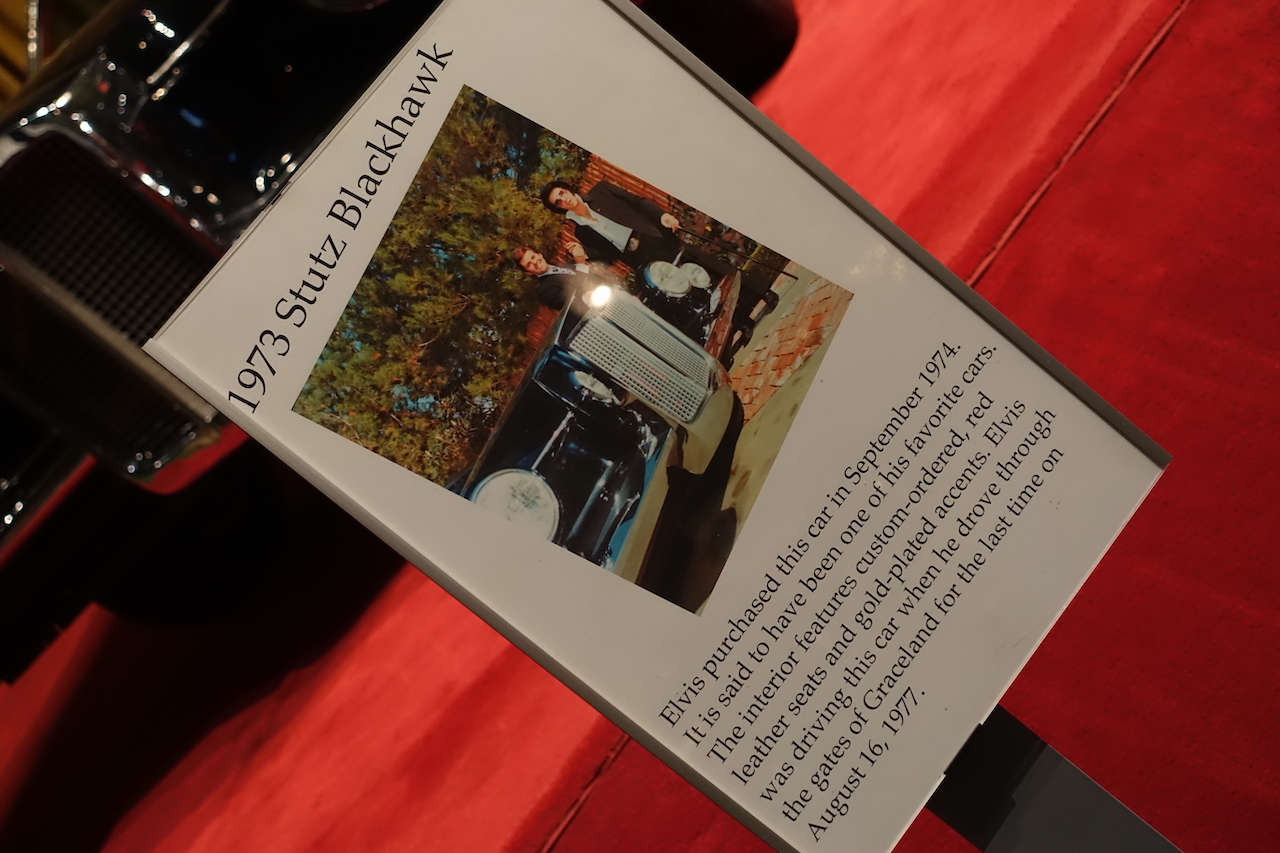 1973 Stutz Blackhawk
Elvis purchased this car in September 1974.
It is said to have been one of his favorite cars.
The interior features custom-ordered, red
leather seats and gold-plated accents. Elvis
was driving this car when he drove through
the gates of Graceland for the last time on
August 16, 1977.